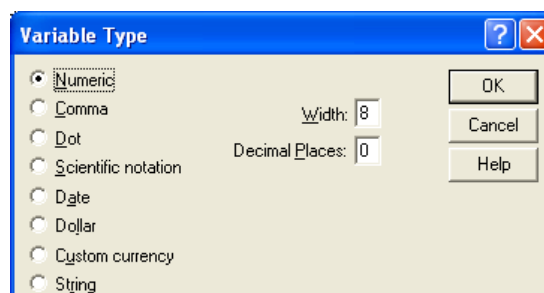 Variable Type
Numeric
Comma
Dot
Scientific notation
Date
Dollar
Custom currency
String
Width: 8
Decimal Places: 0
OK
Cancel
Help